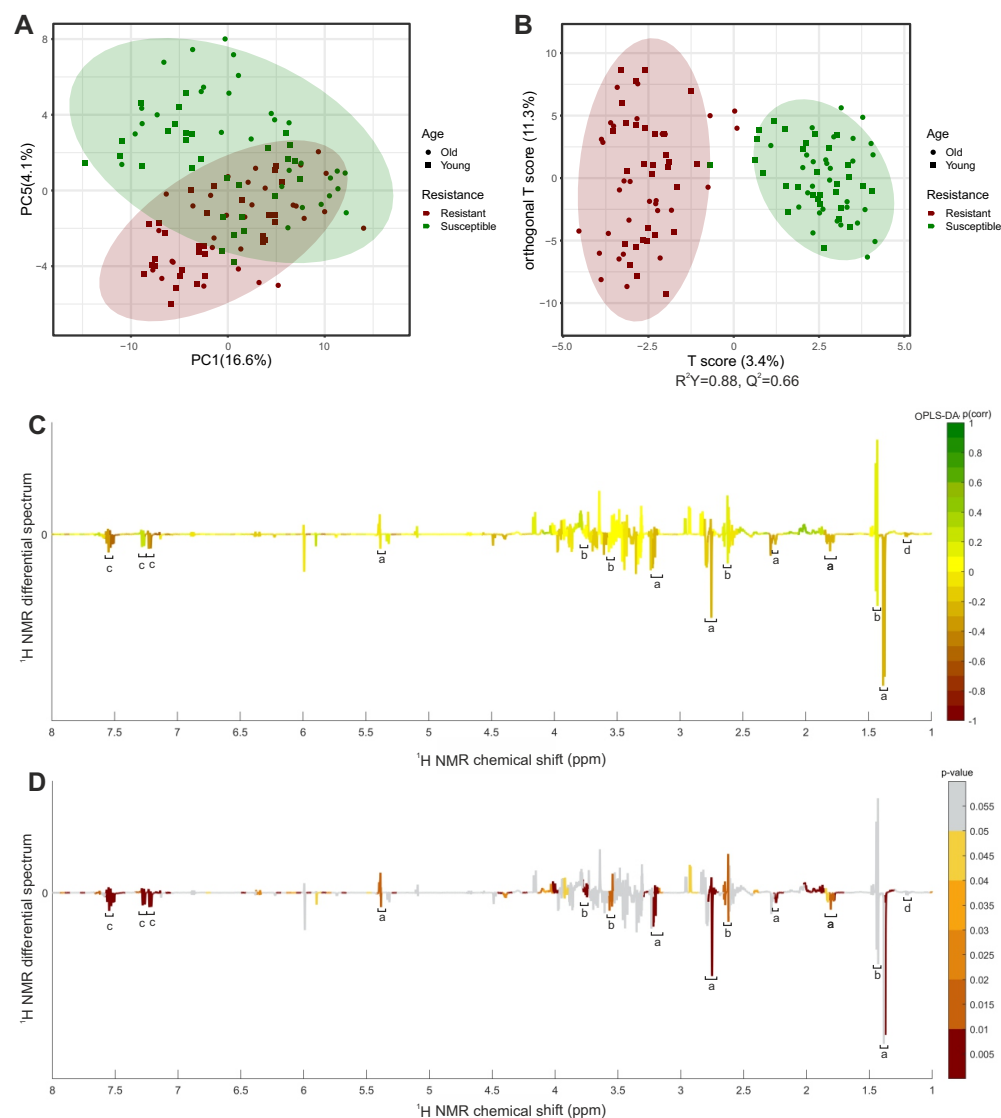 A
8
4
0
−4
PC5(4.1%)
−10
0
10
PC1(16.6%)
Age
Old
Young
Resistance
Resistant
Susceptible
B
10
5
0
−5
−10
orthogonal T score (11.3%)
−5.0
−2.5
0
2.5
5.0
T score (3.4%)
R²Y=0.88, Q²=0.66
Age
Old
Young
Resistance
Resistant
Susceptible
C
OPLS-DA p(corr)
1
0.8
0.6
0.4
0.2
0
-0.2
-0.4
-0.6
-0.8
-1
¹H NMR differential spectrum
0
c
c c
a
b
b
a
a
b
a
a
b
a
d
8 7.5 7 6.5 6 5.5 5 4.5 4 3.5 3 2.5 2 1.5 1
¹H NMR chemical shift (ppm)
D
p-value
0.055
0.05
0.045
0.04
0.03
0.02
0.01
0.005
¹H NMR differential spectrum
0
c
c c
a
b
b
a
a
b
a
a
b
a
d
8 7.5 7 6.5 6 5.5 5 4.5 4 3.5 3 2.5 2 1.5 1
¹H NMR chemical shift (ppm)